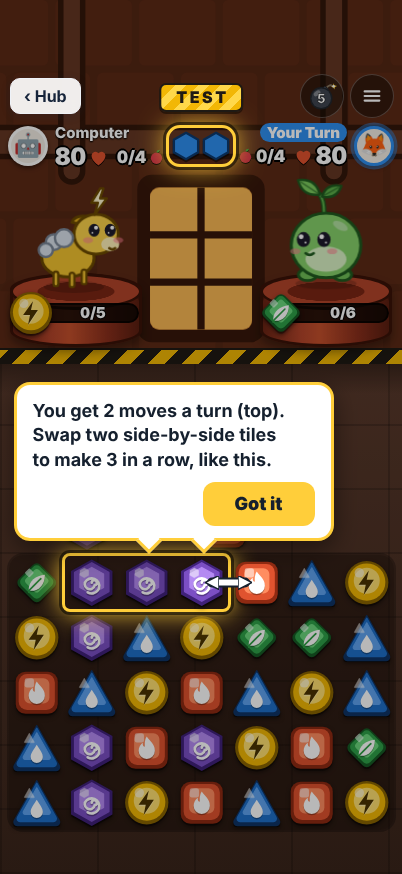 ‹ Hub
TEST
5
Computer
Your Turn
80
0/4
0/4
80
0/5
0/6
You get 2 moves a turn (top).
Swap two side-by-side tiles
to make 3 in a row, like this.
Got it